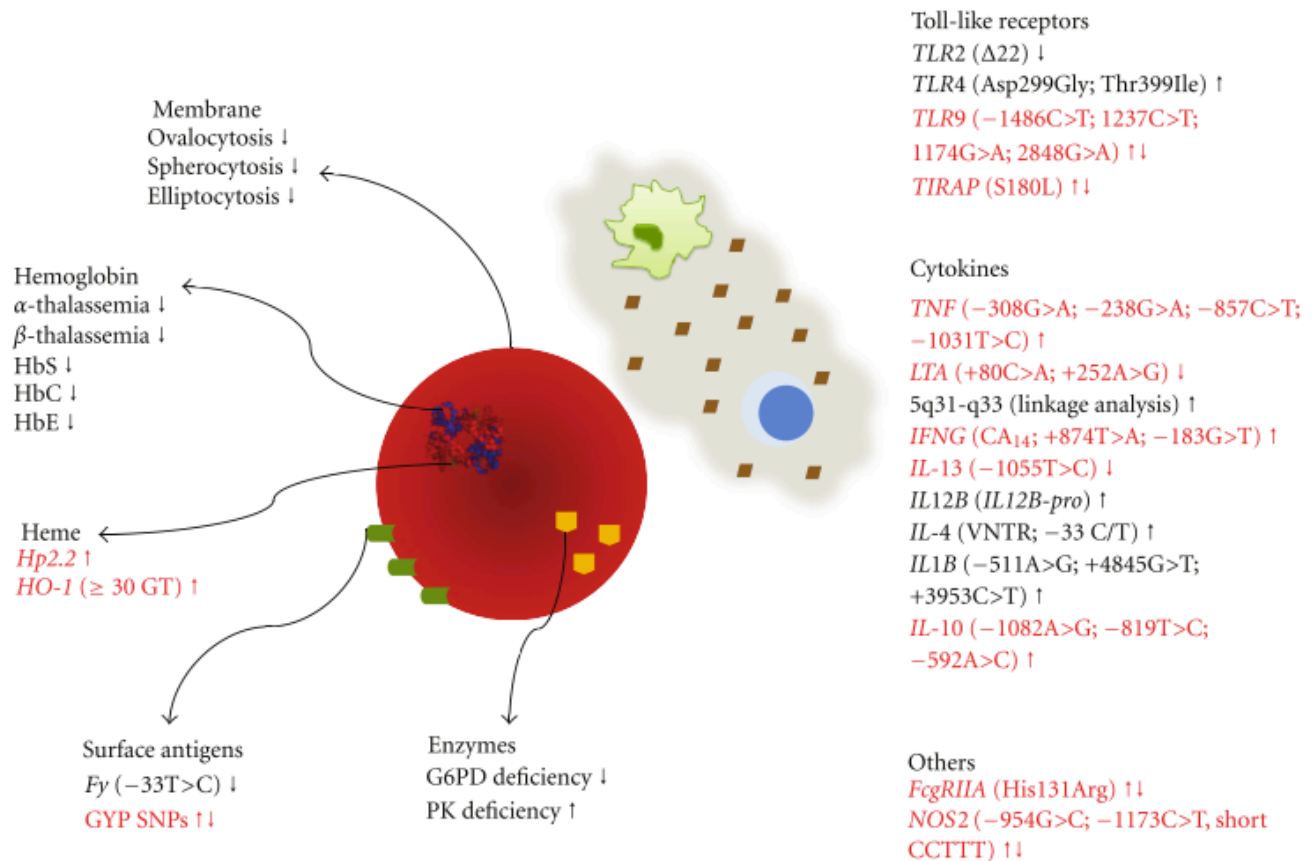 Membrane
Ovalocytosis ↓
Spherocytosis ↓
Elliptocytosis ↓
Hemoglobin
α-thalassemia ↓
β-thalassemia ↓
HbS ↓
HbC ↓
HbE ↓
Heme
Hp2.2 ↑
HO-1 (≥ 30 GT) ↑
Surface antigens
Fy (−33T>C) ↓
GYP SNPs ↑↓
Enzymes
G6PD deficiency ↓
PK deficiency ↑
Toll-like receptors
TLR2 (Δ22) ↓
TLR4 (Asp299Gly; Thr399Ile) ↑
TLR9 (−1486C>T; 1237C>T;
1174G>A; 2848G>A) ↑↓
TIRAP (S180L) ↑↓
Cytokines
TNF (−308G>A; −238G>A; −857C>T;
−1031T>C) ↑
LTA (+80C>A; +252A>G) ↓
5q31-q33 (linkage analysis) ↑
IFNG (CA₁₄; +874T>A; −183G>T) ↑
IL-13 (−1055T>C) ↓
IL12B (IL12B-pro) ↑
IL-4 (VNTR; −33 C/T) ↑
IL1B (−511A>G; +4845G>T;
+3953C>T) ↑
IL-10 (−1082A>G; −819T>C;
−592A>C) ↑
Others
FcgRIIA (His131Arg) ↑↓
NOS2 (−954G>C; −1173C>T, short
CCTTT) ↑↓